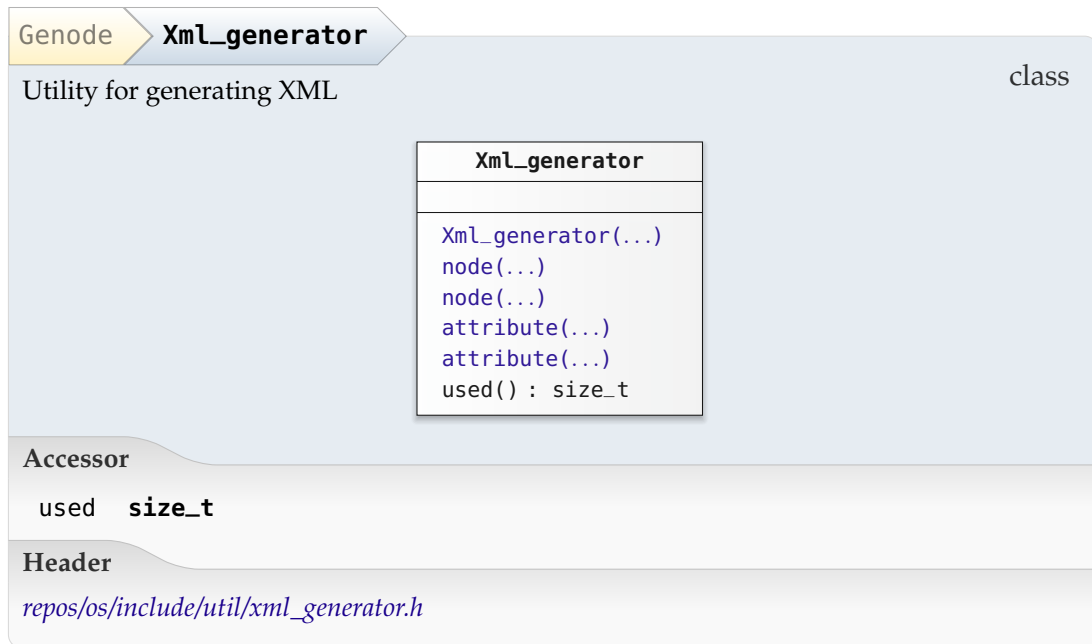 Genode Xml_generator
class
Utility for generating XML
Xml_generator
Xml_generator(...)
node(...)
node(...)
attribute(...)
attribute(...)
used() : size_t
Accessor
used size_t
Header
repos/os/include/util/xml_generator.h